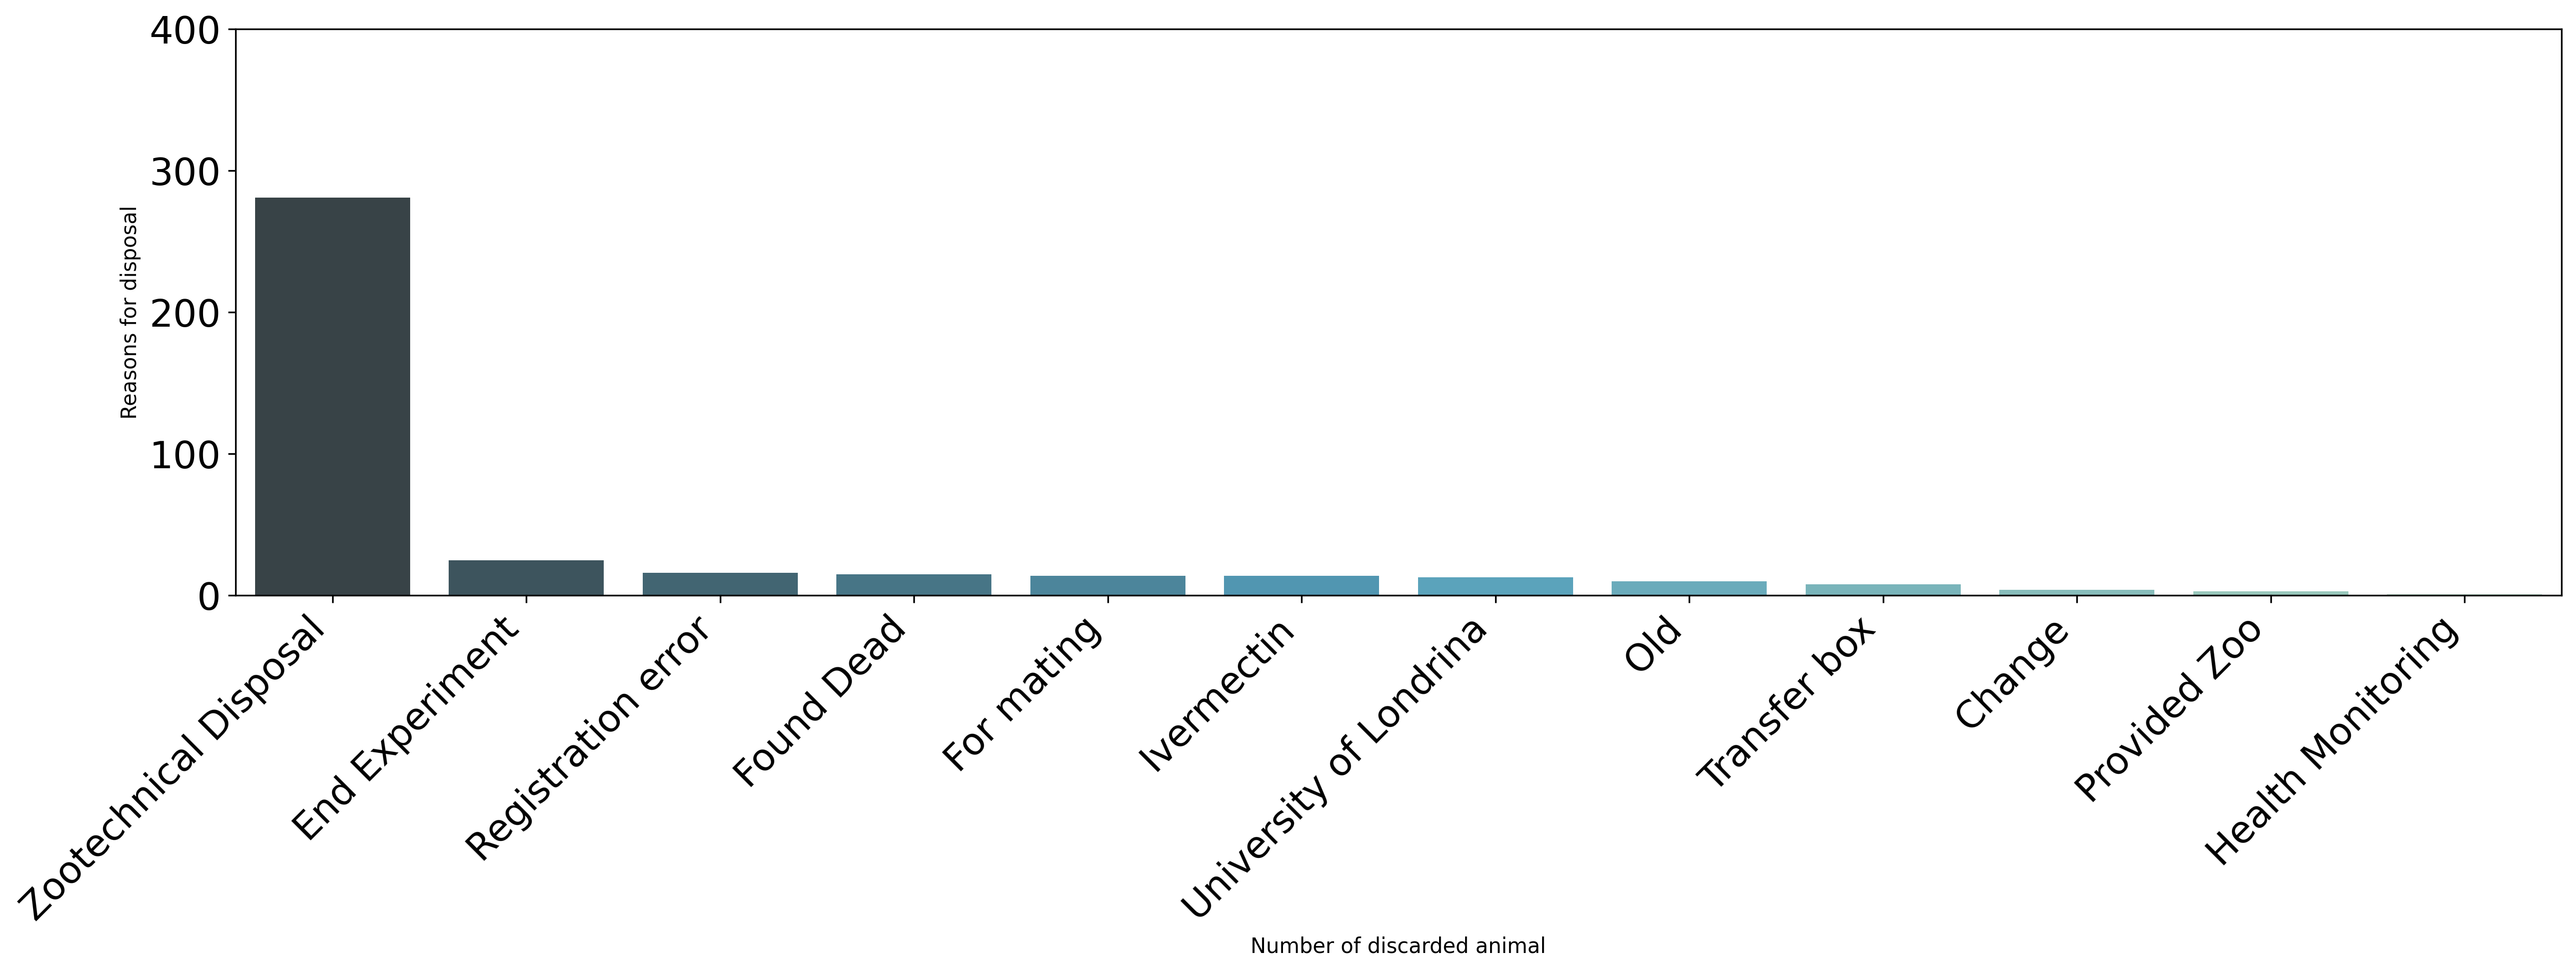 400
300
200
100
0
Reasons for disposal
Zootechnical Disposal
End Experiment
Registration error
Found Dead
For mating
Ivermectin
University of Londrina
Old
Transfer box
Change
Provided Zoo
Health Monitoring
Number of discarded animal